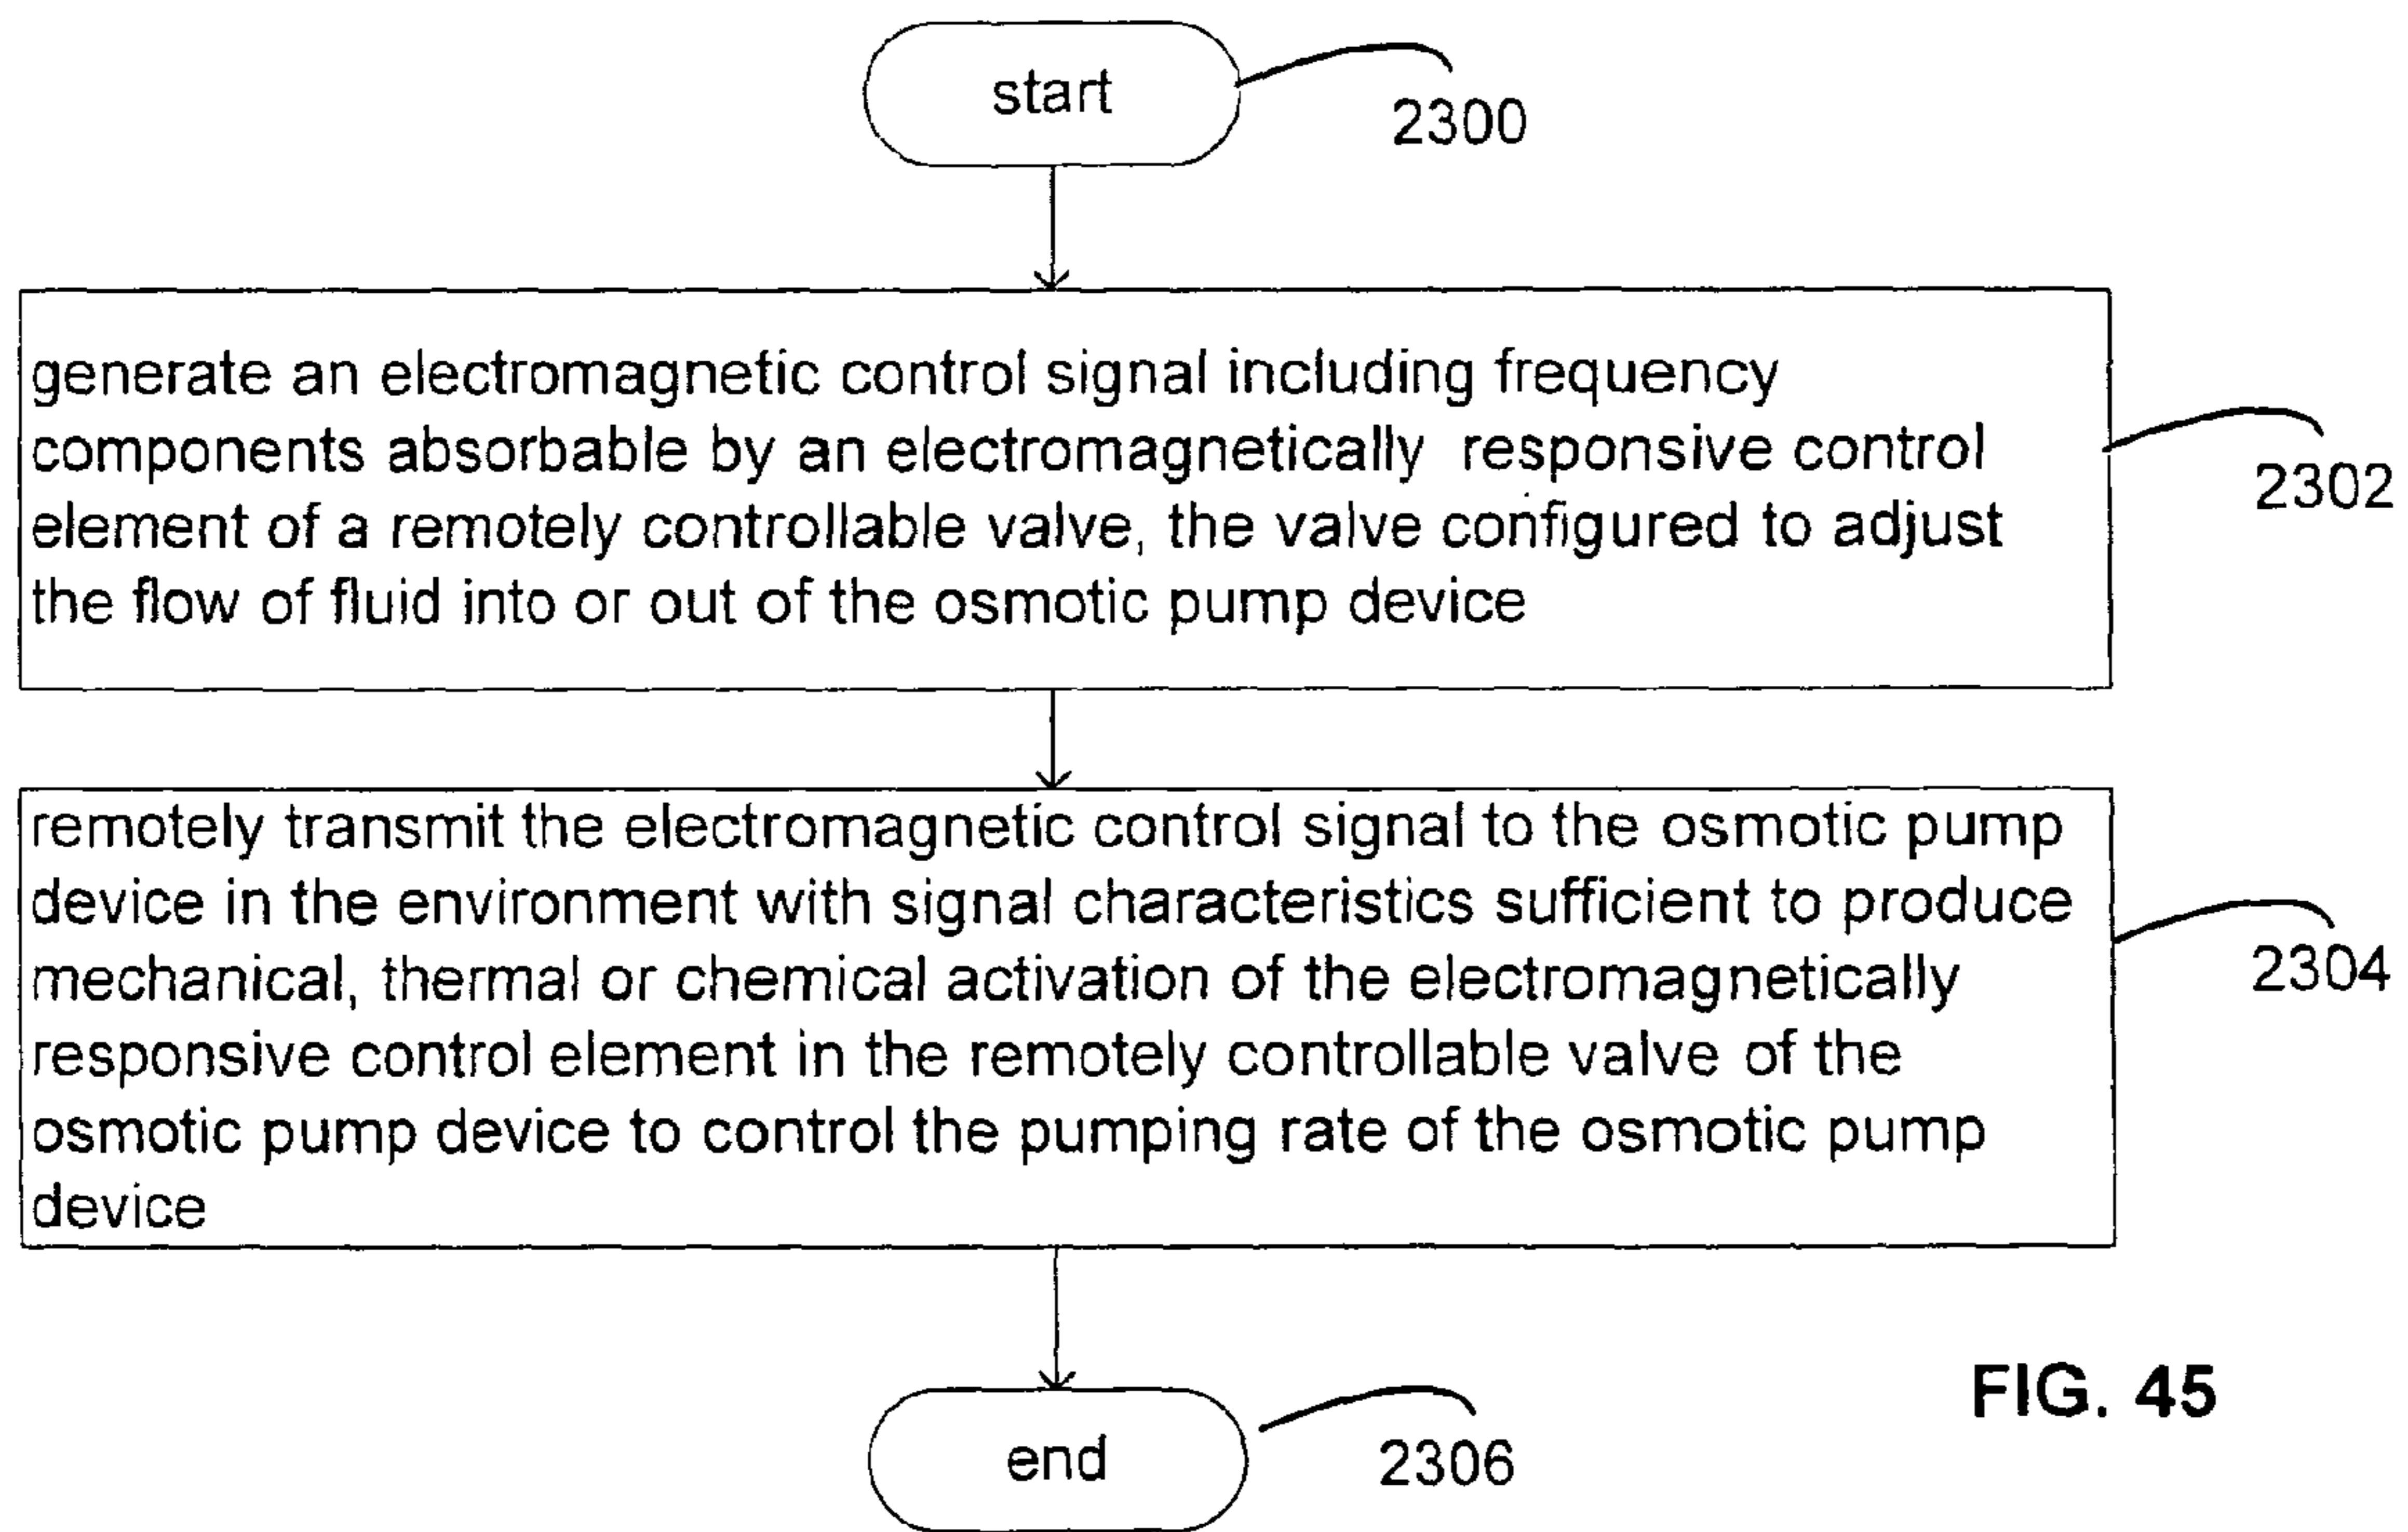 start
2300
generate an electromagnetic control signal including frequency
components absorbable by an electromagnetically responsive control
element of a remotely controllable valve, the valve configured to adjust
the flow of fluid into or out of the osmotic pump device
2302
remotely transmit the electromagnetic control signal to the osmotic pump
device in the environment with signal characteristics sufficient to produce
mechanical, thermal or chemical activation of the electromagnetically
responsive control element in the remotely controllable valve of the
osmotic pump device to control the pumping rate of the osmotic pump
device
2304
end
2306
FIG. 45